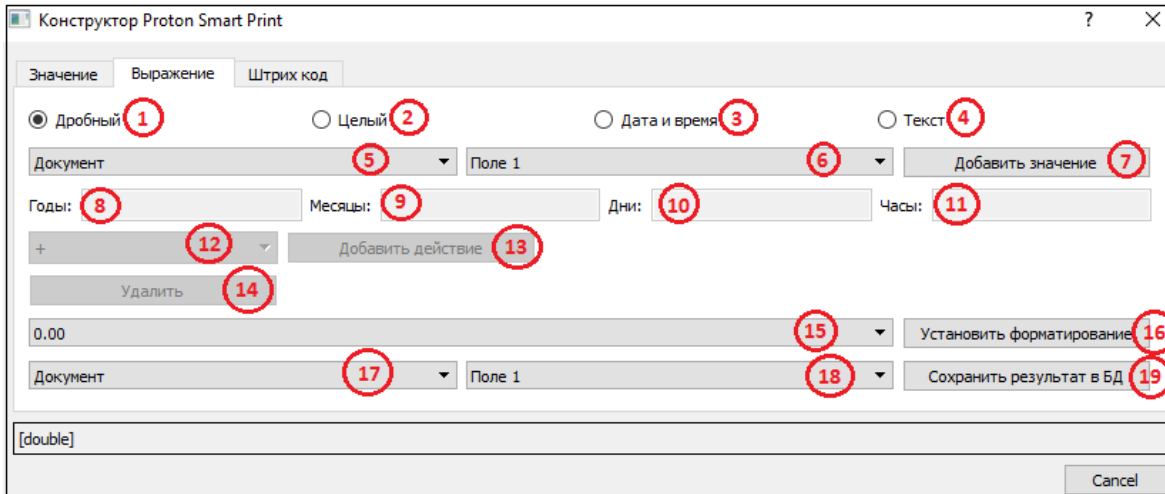 Конструктор Proton Smart Print ?
Значение Выражение Штрих код
Дробный 1 Целый 2 Дата и время 3 Текст 4
Документ 5 Поле 1 6 Добавить значение 7
Годы: 8 Месяцы: 9 Дни: 10 Часы: 11
+ 12 Добавить действие 13
Удалить 14
0.00 15 Установить форматирование 16
Документ 17 Поле 1 18 Сохранить результат в БД 19
[double]
Cancel